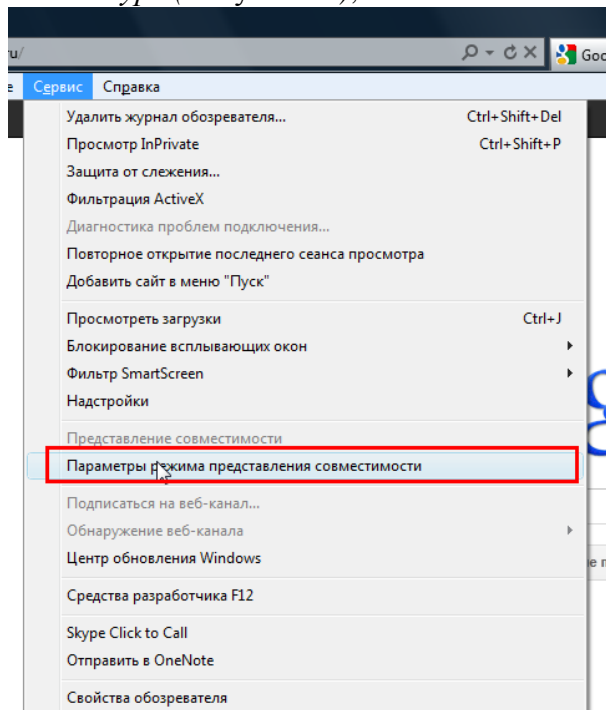 ru/
Goo
Сервис Справка
Удалить журнал обозревателя... Ctrl+Shift+Del
Просмотр InPrivate Ctrl+Shift+P
Защита от слежения...
Фильтрация ActiveX
Диагностика проблем подключения...
Повторное открытие последнего сеанса просмотра
Добавить сайт в меню "Пуск"
Просмотреть загрузки Ctrl+J
Блокирование всплывающих окон
Фильтр SmartScreen
Надстройки
Представление совместимости
Параметры режима представления совместимости
Подписаться на веб-канал...
Обнаружение веб-канала
Центр обновления Windows
Средства разработчика F12
Skype Click to Call
Отправить в OneNote
Свойства обозревателя